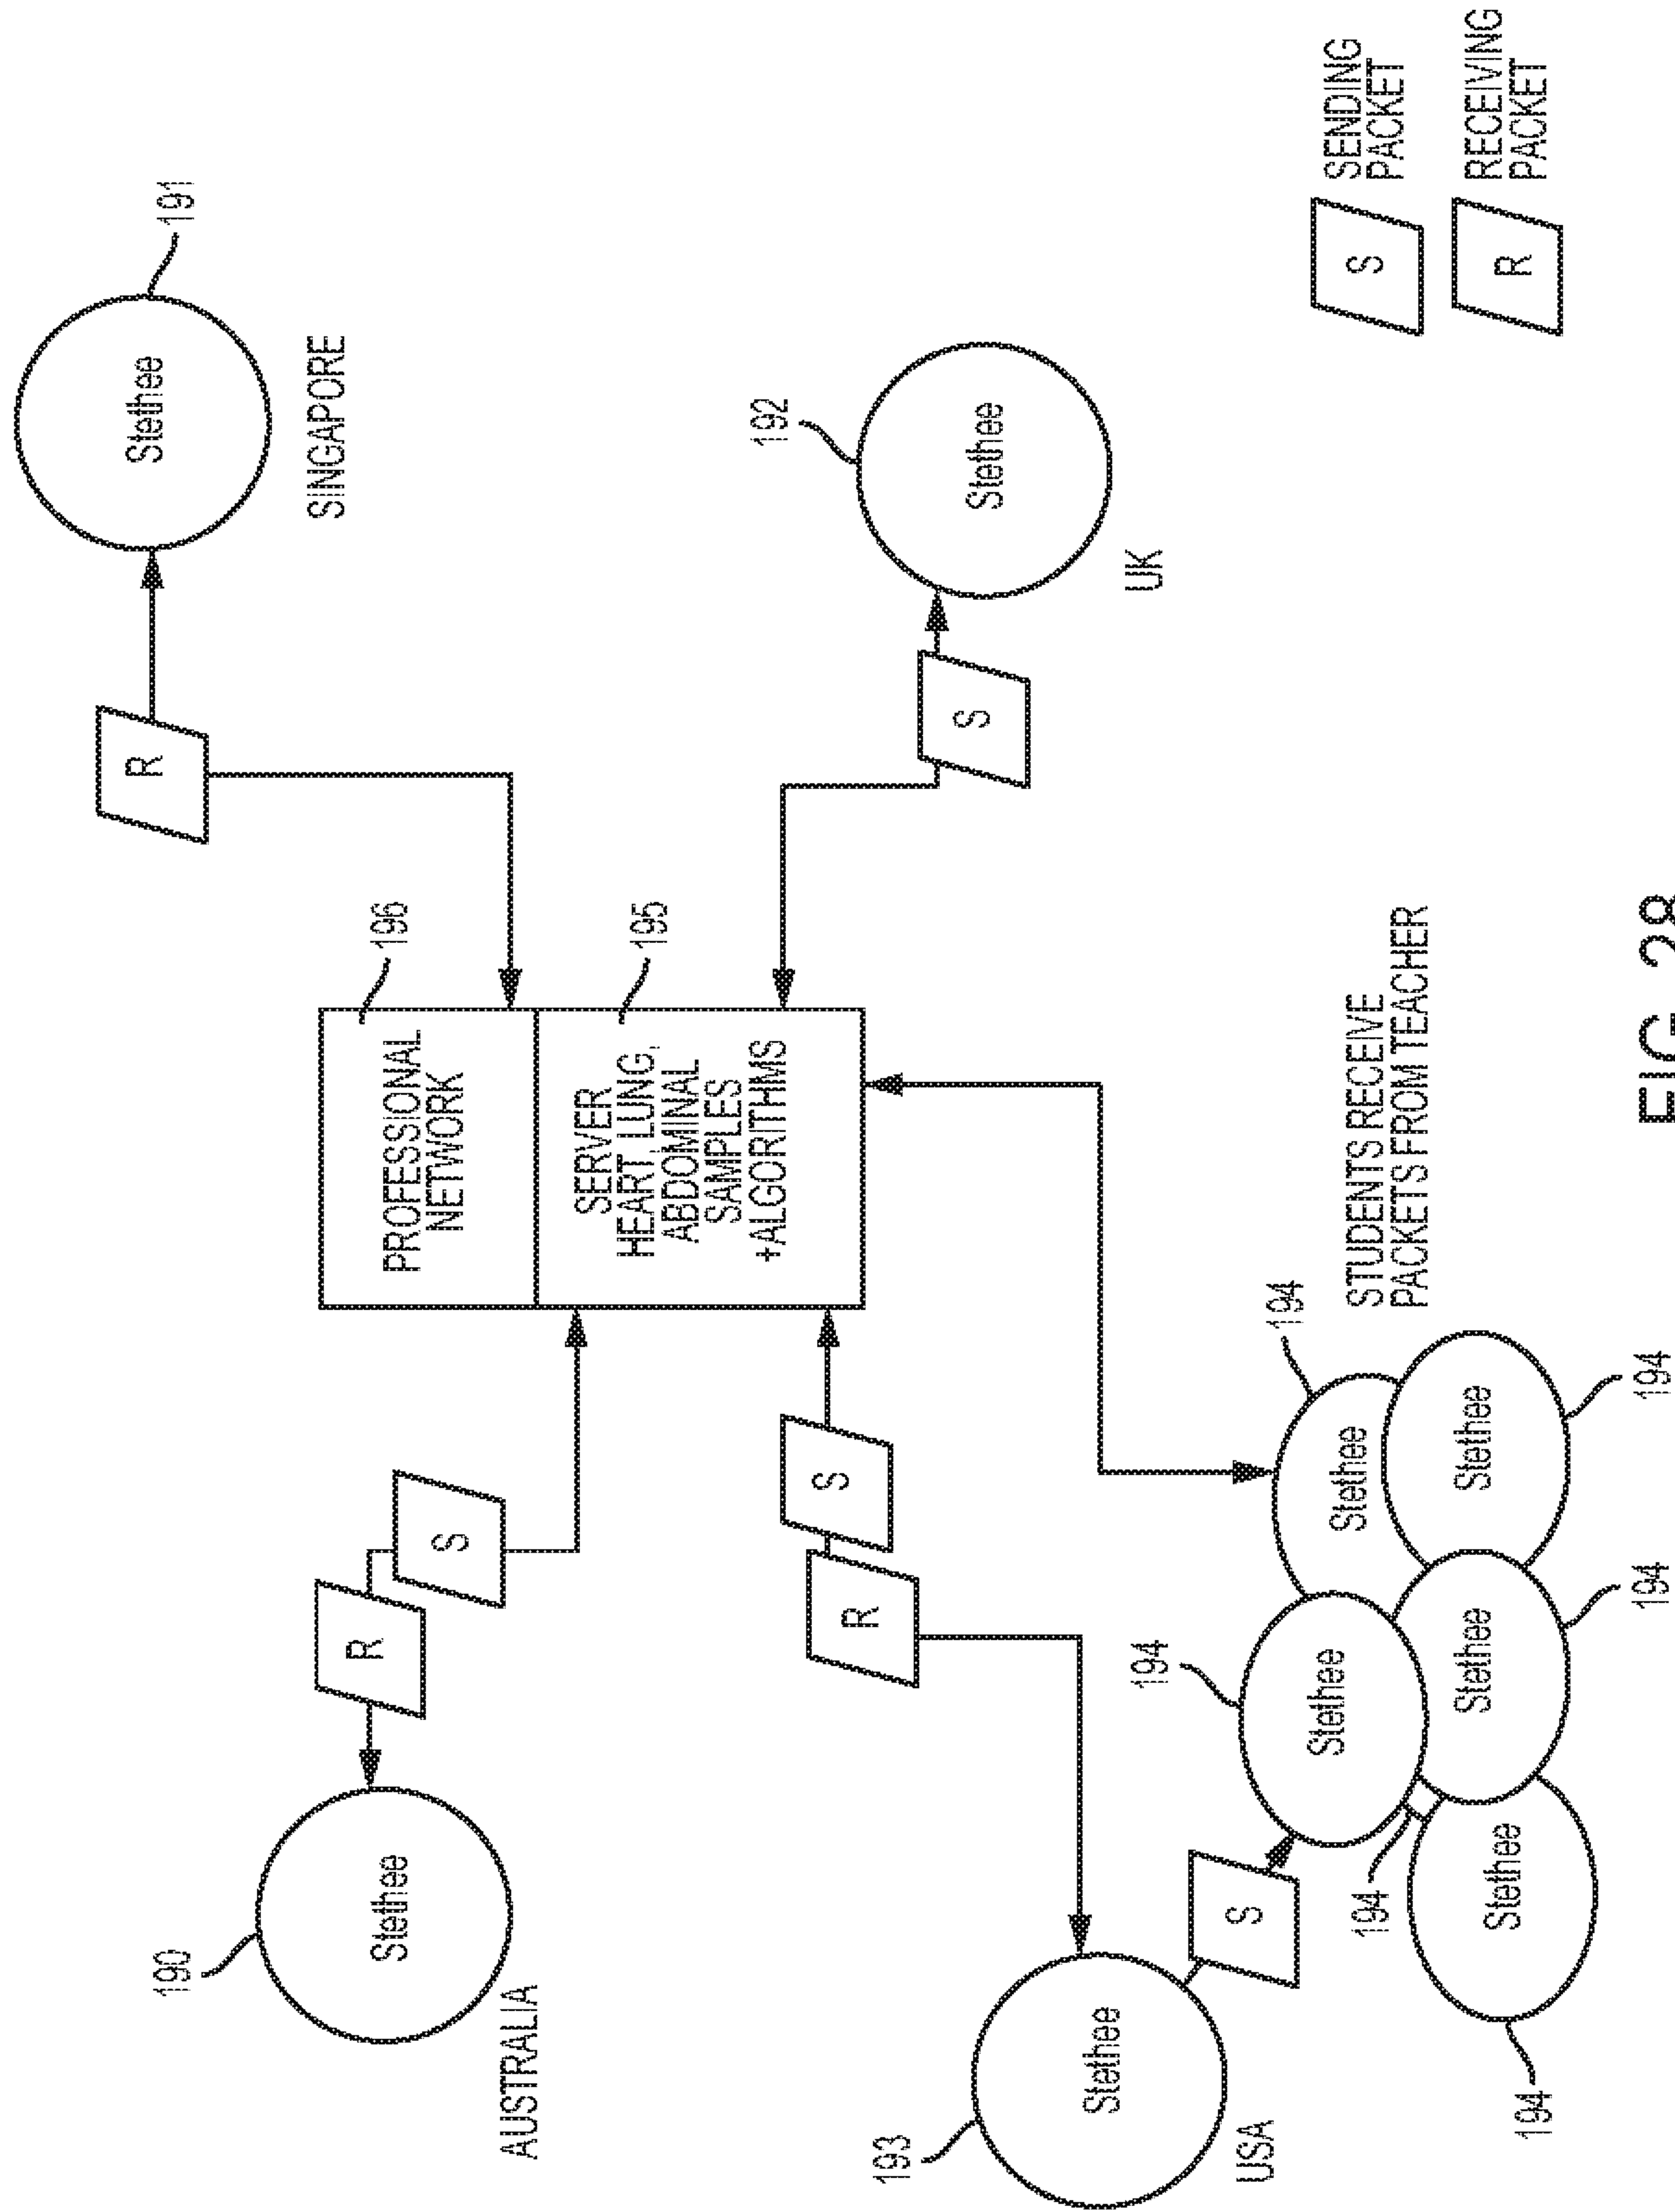 190
Stethee
AUSTRALIA
R
S
PROFESSIONAL
NETWORK
196
SERVER
HEART, LUNG,
ABDOMINAL
SAMPLES
+ALGORITHMS
195
R
Stethee
191
SINGAPORE
S
Stethee
192
UK
193
Stethee
USA
R
S
S
194
Stethee
194
Stethee
194
Stethee
194
Stethee
194
Stethee
194
STUDENTS RECEIVE
PACKETS FROM TEACHER
S
SENDING
PACKET
R
RECEIVING
PACKET
FIG. 28